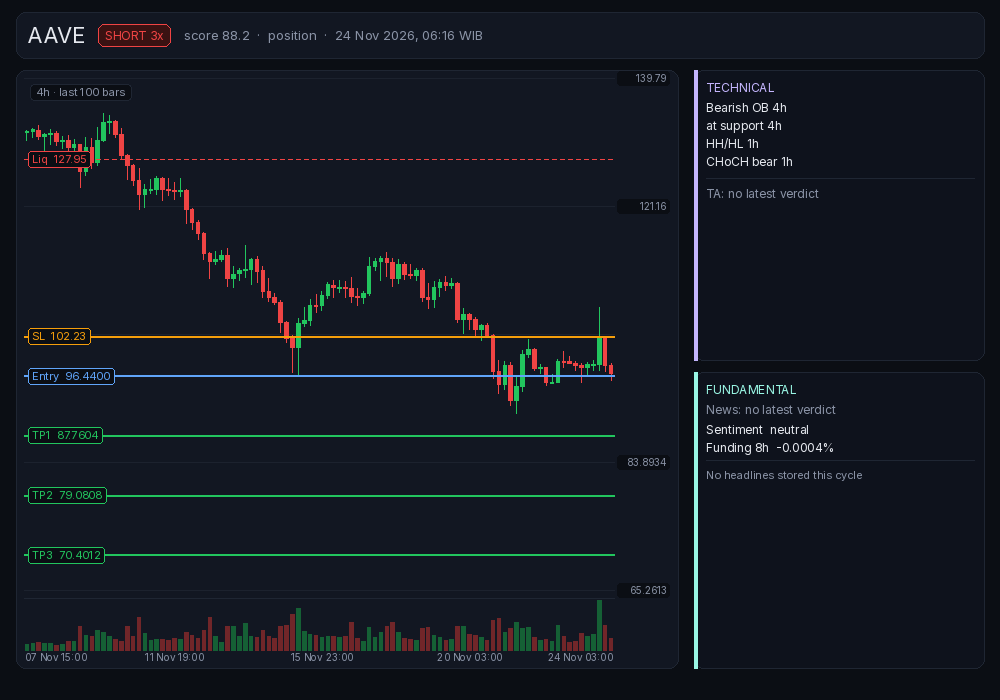 AAVE SHORT 3x score 88.2 · position · 24 Nov 2026, 06:16 WIB
4h · last 100 bars
139.79
Liq 127.95
121.16
SL 102.23
Entry 96.4400
TP1 87.7604
83.8934
TP2 79.0808
TP3 70.4012
65.2613
07 Nov 15:00 11 Nov 19:00 15 Nov 23:00 20 Nov 03:00 24 Nov 03:00
TECHNICAL
Bearish OB 4h
at support 4h
HH/HL 1h
CHoCH bear 1h
TA: no latest verdict
FUNDAMENTAL
News: no latest verdict
Sentiment neutral
Funding 8h -0.0004%
No headlines stored this cycle